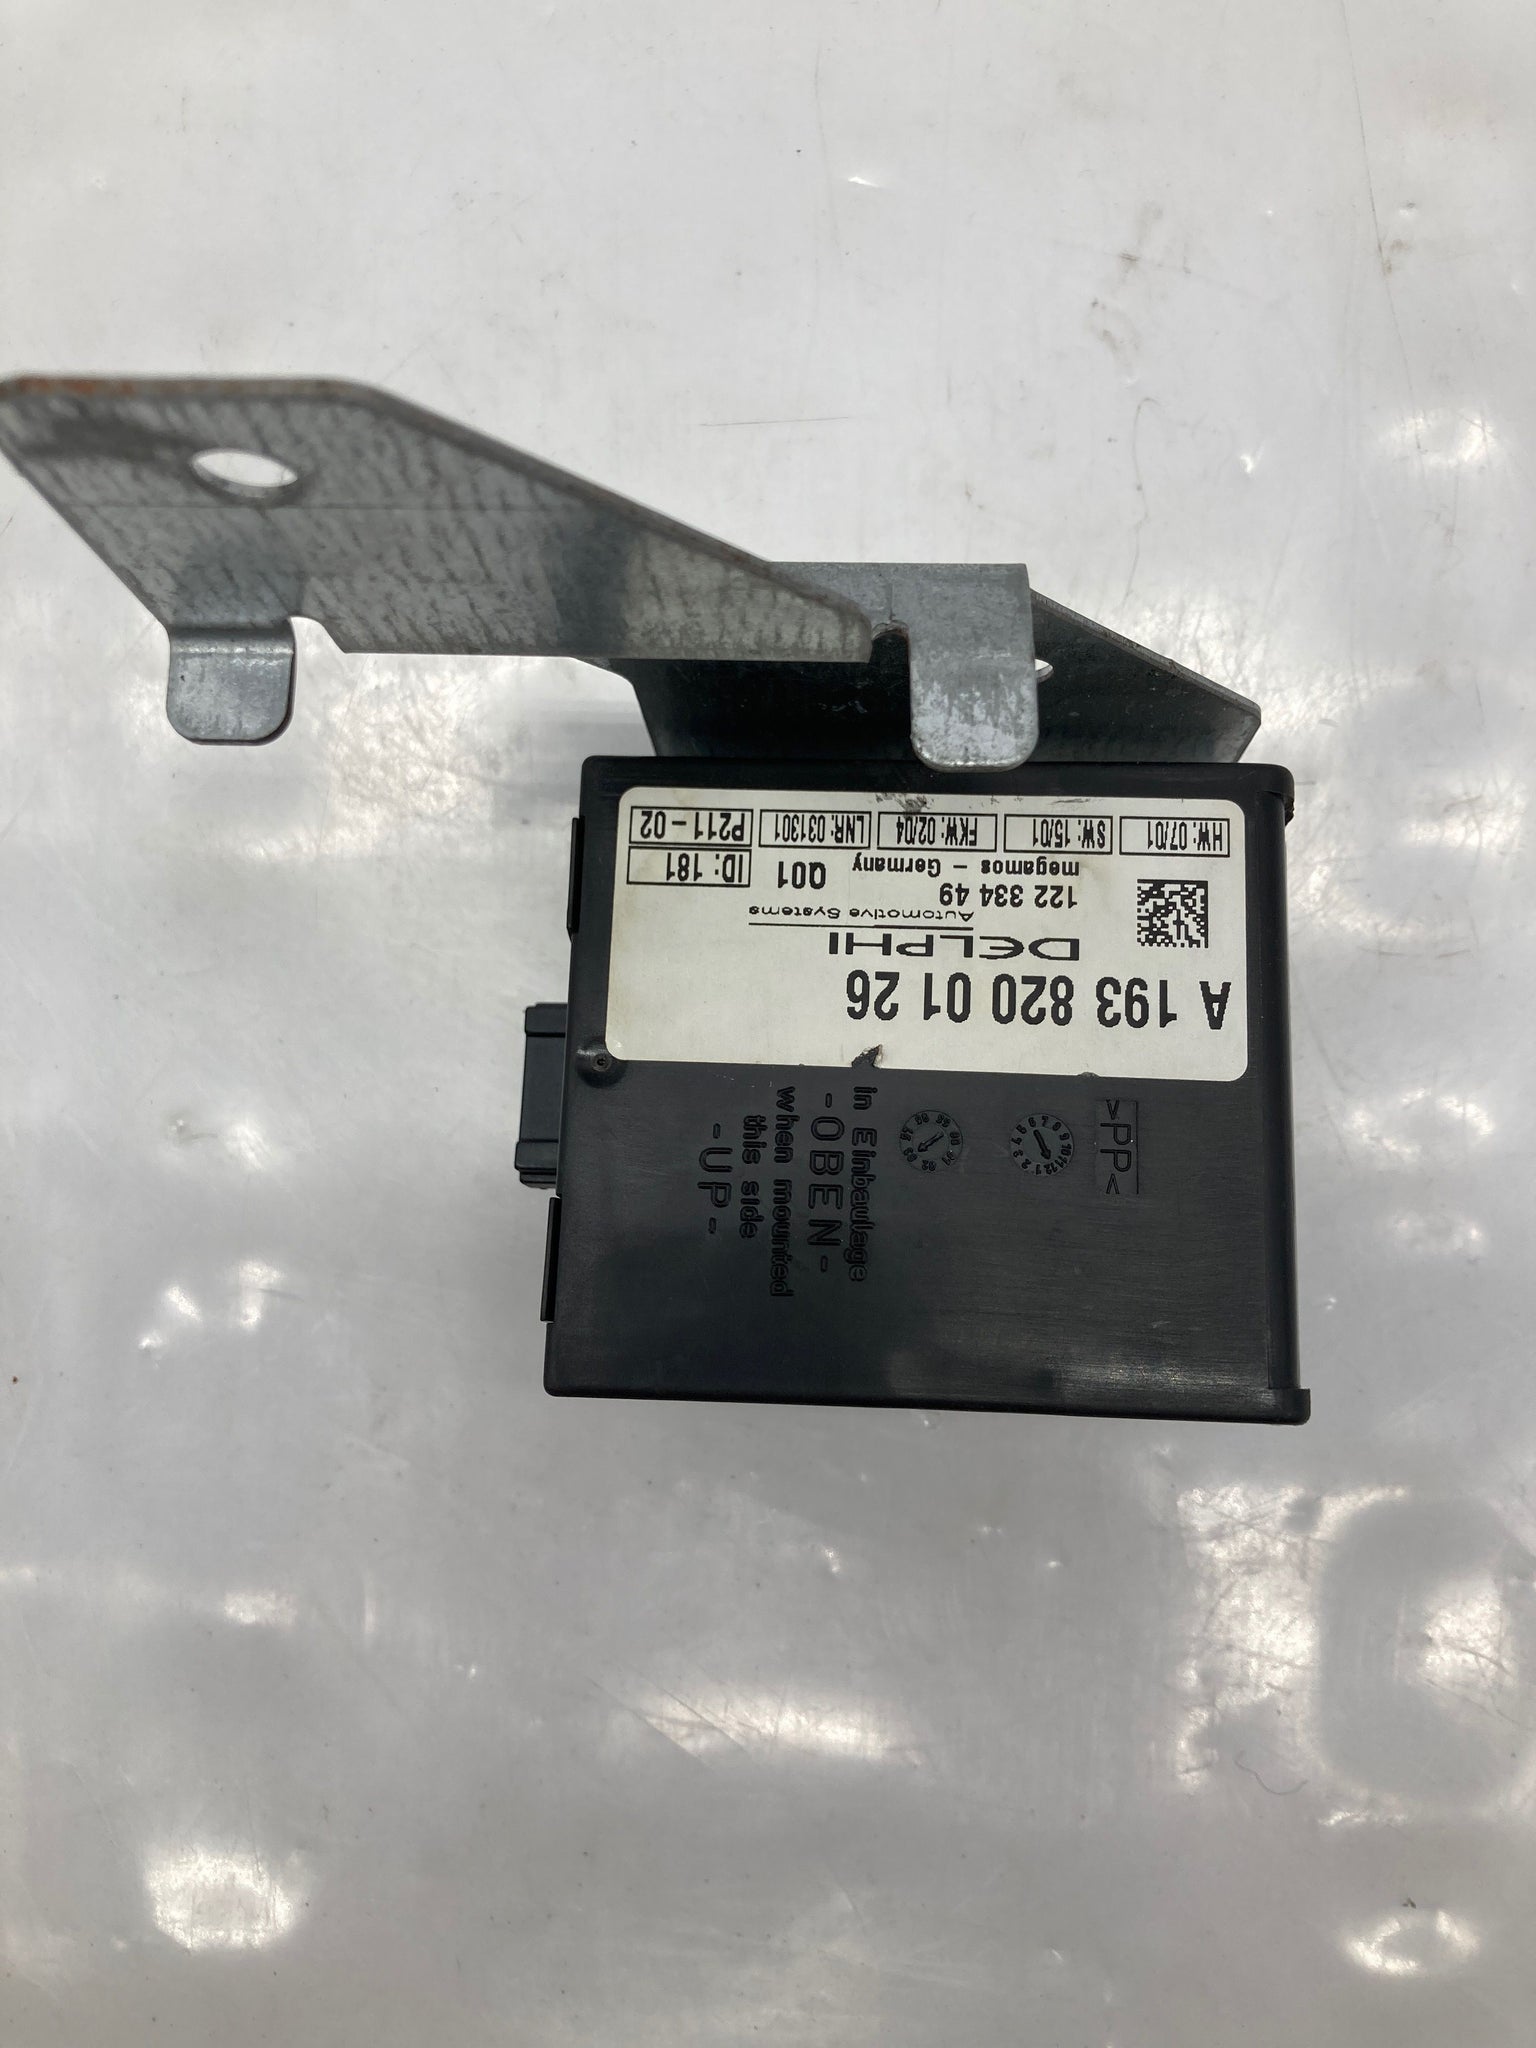 A 193 820 01 26
DELPHI
Automotive Systems
122 334 49
megamos - Germany Q01
ID: 181
HW: 07/01 SW: 15/01 FKW: 02/04 LNR: 031301 P211-02
>PP<
in Einbaulage
- OBEN -
when mounted
this side
- UP -